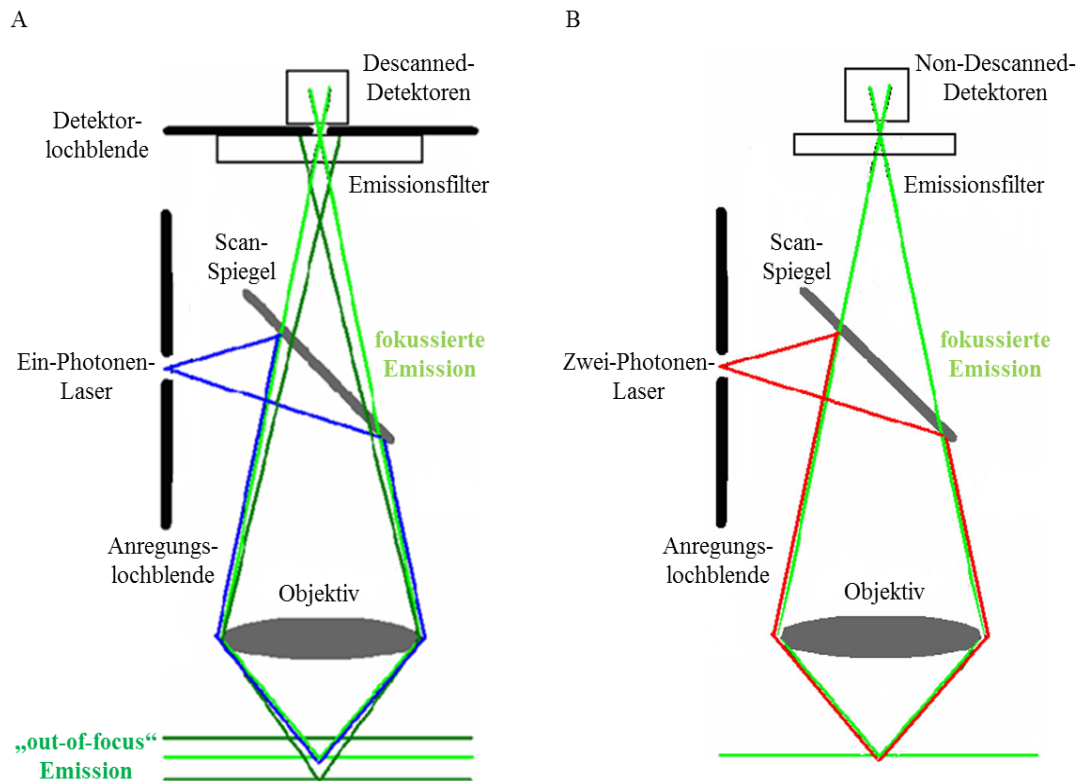 A
Descanned-
Detektoren
Detektor-
lochblende
Emissionsfilter
Scan-
Spiegel
fokussierte
Emission
Ein-Photonen-
Laser
Anregungs-
lochblende
Objektiv
„out-of-focus“
Emission
B
Non-Descanned-
Detektoren
Emissionsfilter
Scan-
Spiegel
fokussierte
Emission
Zwei-Photonen-
Laser
Anregungs-
lochblende
Objektiv